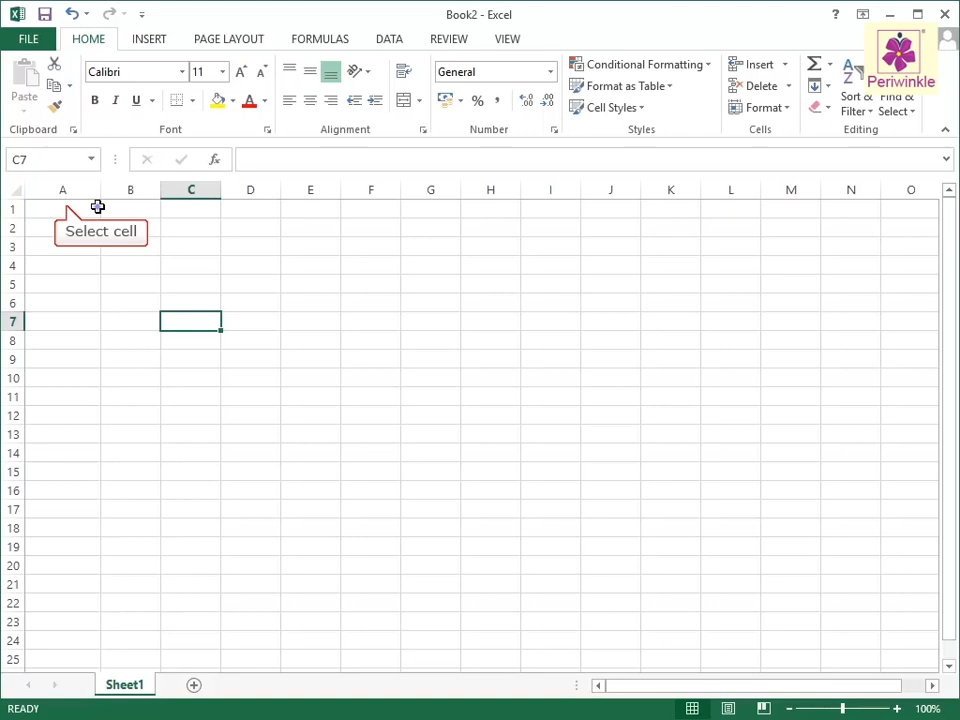 Book2 - Excel
?
FILE
HOME
INSERT
PAGE LAYOUT
FORMULAS
DATA
REVIEW
VIEW
Periwinkle
Paste
Clipboard
Calibri
11
A A
B I U
A
Font
Alignment
General
% ,
Number
Conditional Formatting
Format as Table
Cell Styles
Styles
Insert
Delete
Format
Cells
Σ
A
Z
Sort &
Filter
Find &
Select
Editing
C7
fx
A B C D E F G H I J K L M N O
1
Select cell
2
3
4
5
6
7
8
9
10
11
12
13
14
15
16
17
18
19
20
21
22
23
24
25
Sheet1
READY
100%